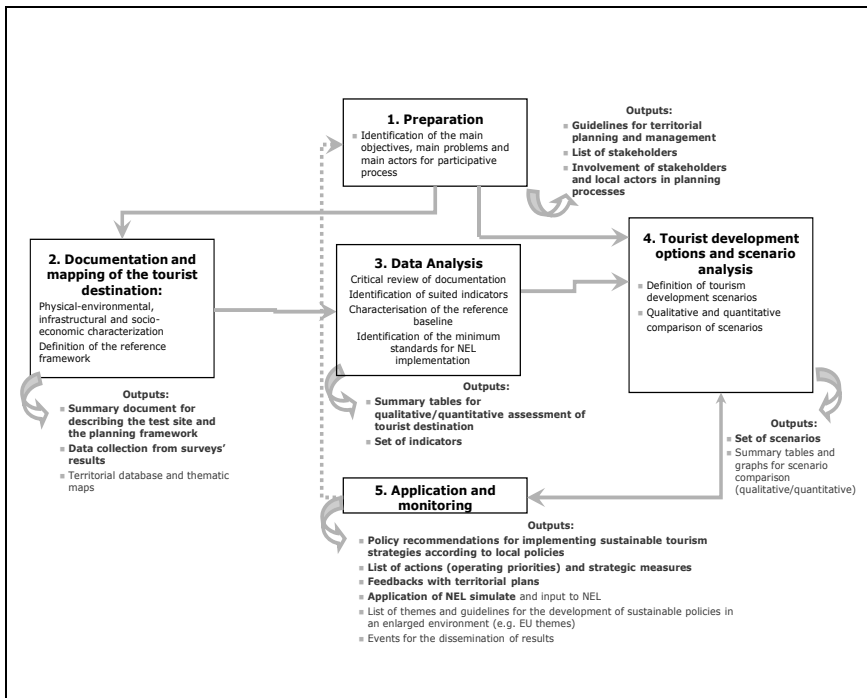 1. Preparation
Identification of the main
objectives, main problems and
main actors for participative
process
Outputs:
Guidelines for territorial
planning and management
List of stakeholders
Involvement of stakeholders
and local actors in planning
processes
2. Documentation and
mapping of the tourist
destination:
Physical-environmental,
infrastructural and socio-
economic characterization
Definition of the reference
framework
Outputs:
Summary document for
describing the test site and
the planning framework
Data collection from surveys’
results
Territorial database and thematic
maps
3. Data Analysis
Critical review of documentation
Identification of suited indicators
Characterisation of the reference
baseline
Identification of the minimum
standards for NEL
implementation
Outputs:
Summary tables for
qualitative/quantitative assessment of
tourist destination
Set of indicators
4. Tourist development
options and scenario
analysis
Definition of tourism
development scenarios
Qualitative and quantitative
comparison of scenarios
Outputs:
Set of scenarios
Summary tables and
graphs for scenario
comparison
(qualitative/quantitative)
5. Application and
monitoring
Outputs:
Policy recommendations for implementing sustainable tourism
strategies according to local policies
List of actions (operating priorities) and strategic measures
Feedbacks with territorial plans
Application of NEL simulate and input to NEL
List of themes and guidelines for the development of sustainable policies in
an enlarged environment (e.g. EU themes)
Events for the dissemination of results